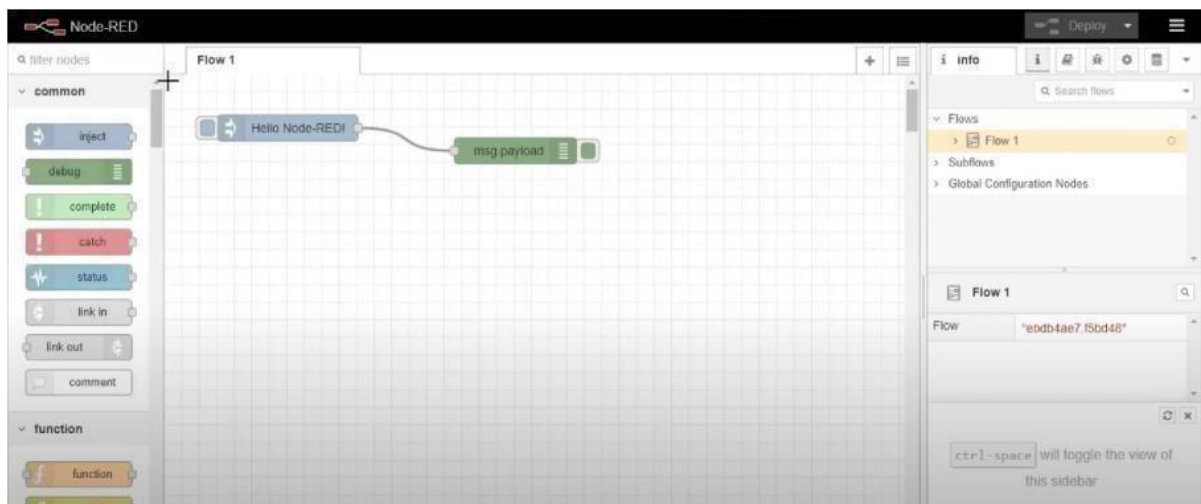 Node-RED
Deploy
filter nodes
Flow 1
i info
i
Search flows
common
Flows
Flow 1
inject
Hello Node-RED!
Subflows
msg.payload
debug
Global Configuration Nodes
complete
catch
status
Flow 1
link in
Flow
"ebdb4ae7.f5bd48"
link out
comment
function
ctrl-space will toggle the view of
this sidebar
function